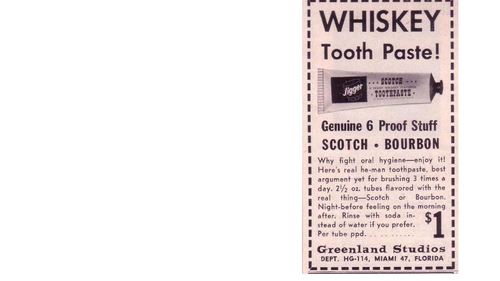 WHISKEY
Tooth Paste!
Jigger
SCOTCH
TOOTHPASTE
Genuine 6 Proof Stuff
SCOTCH • BOURBON
Why fight oral hygiene—enjoy it!
Here's real he-man toothpaste, best
argument yet for brushing 3 times a
day. 2½ oz. tubes flavored with the
real thing—Scotch or Bourbon.
Night-before feeling on the morning
after. Rinse with soda in-
stead of water if you prefer.
Per tube ppd. . . . . . . . . .
$1
Greenland Studios
DEPT. HG-114, MIAMI 47, FLORIDA